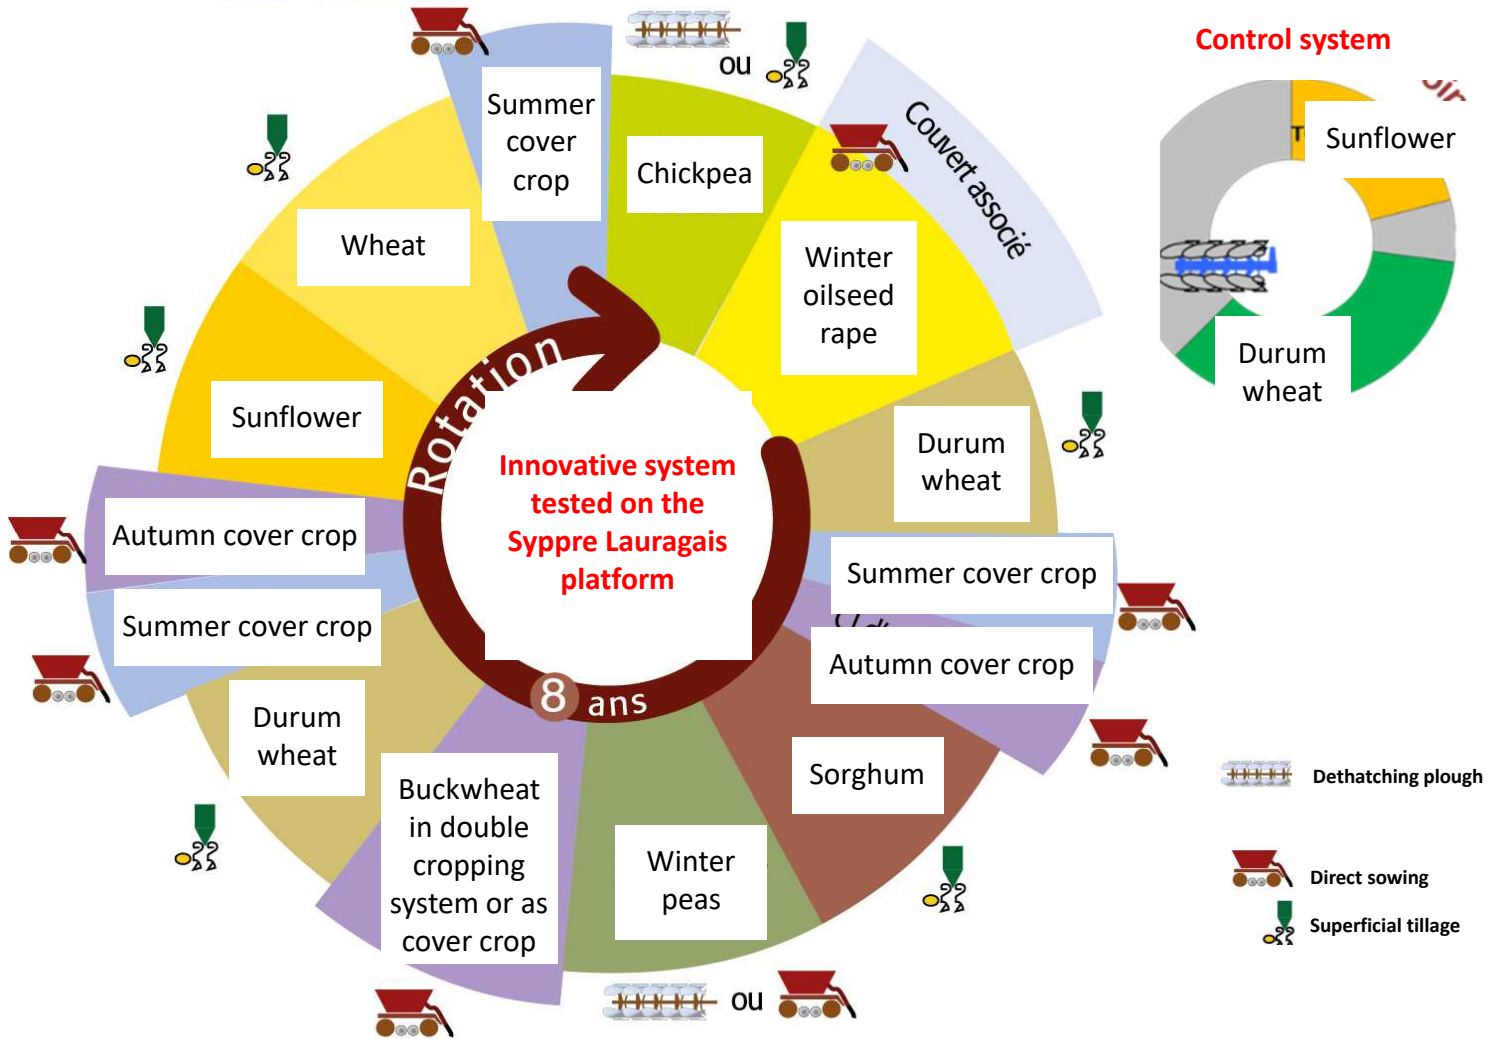 Control system
Sunflower
Durum
wheat
ou
Summer
cover
crop
Chickpea
Couvert associé
Winter
oilseed
rape
Wheat
Sunflower
Durum
wheat
Rotation
Innovative system
tested on the
Syppre Lauragais
platform
8 ans
Autumn cover crop
Summer cover crop
Summer cover crop
Autumn cover crop
Durum
wheat
Sorghum
Buckwheat
in double
cropping
system or as
cover crop
Winter
peas
ou
Dethatching plough
Direct sowing
Superficial tillage